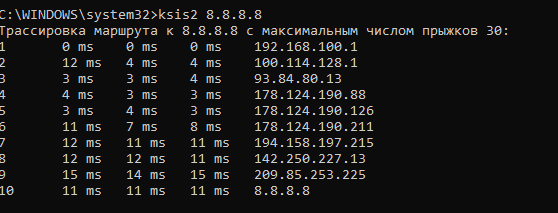 C:\WINDOWS\system32>ksis2 8.8.8.8
Трассировка маршрута к 8.8.8.8 с максимальным числом прыжков 30:
1 0 ms 0 ms 0 ms 192.168.100.1
2 12 ms 4 ms 4 ms 100.114.128.1
3 3 ms 4 ms 3 ms 93.84.80.13
4 4 ms 3 ms 3 ms 178.124.190.88
5 3 ms 4 ms 3 ms 178.124.190.126
6 11 ms 7 ms 8 ms 178.124.190.211
7 12 ms 11 ms 11 ms 194.158.197.215
8 12 ms 12 ms 11 ms 142.250.227.13
9 15 ms 14 ms 15 ms 209.85.253.225
10 11 ms 11 ms 11 ms 8.8.8.8